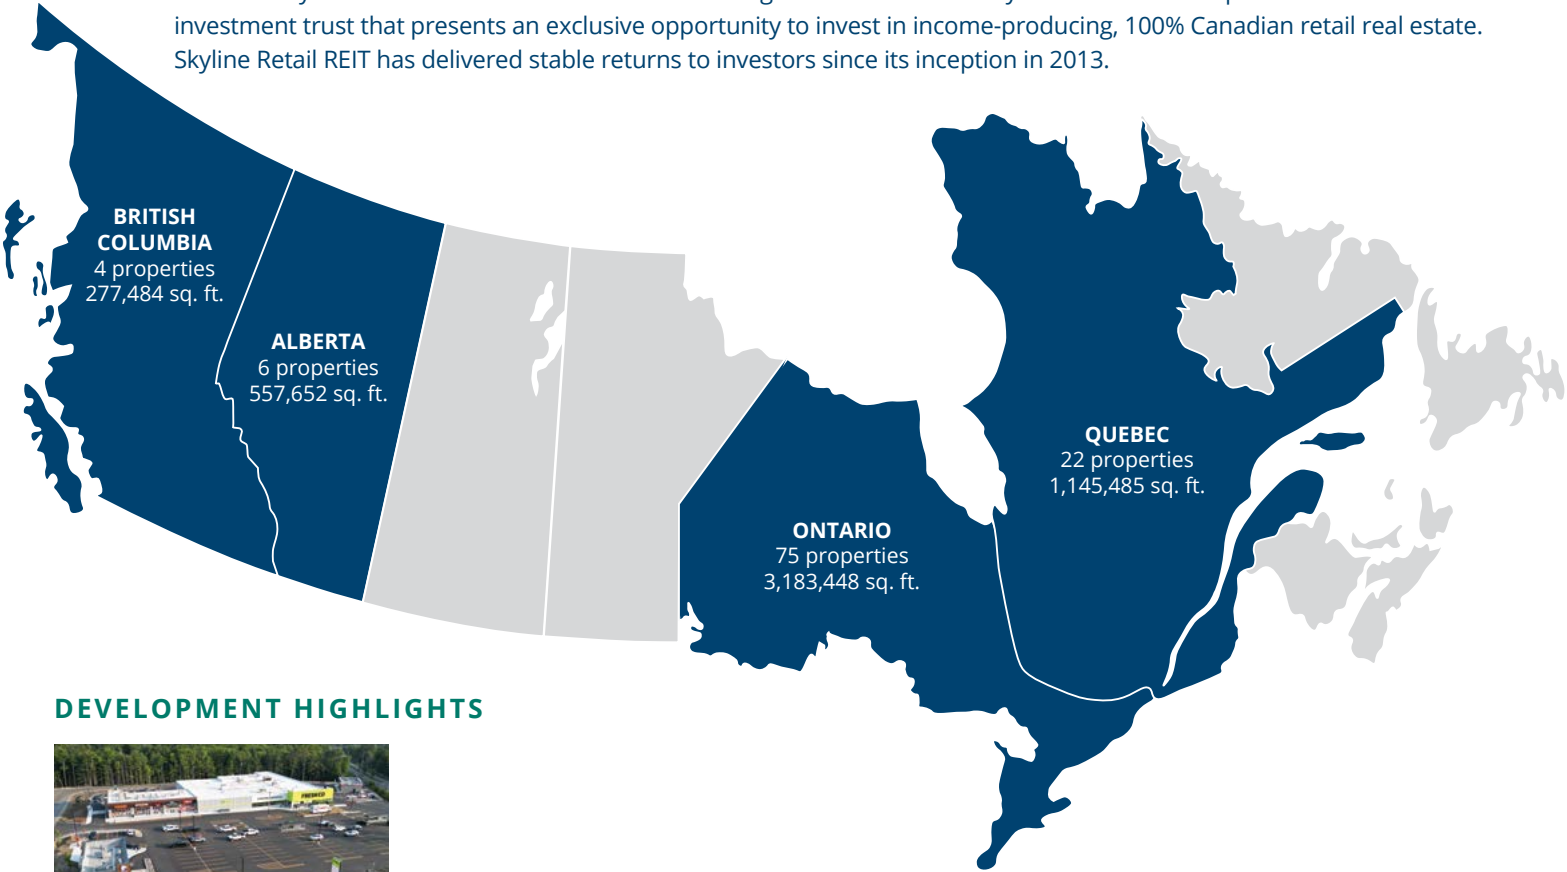 investment trust that presents an exclusive opportunity to invest in income-producing, 100% Canadian retail real estate.
Skyline Retail REIT has delivered stable returns to investors since its inception in 2013.
BRITISH
COLUMBIA
4 properties
277,484 sq. ft.
ALBERTA
6 properties
557,652 sq. ft.
QUEBEC
22 properties
1,145,485 sq. ft.
ONTARIO
75 properties
3,183,448 sq. ft.
DEVELOPMENT HIGHLIGHTS